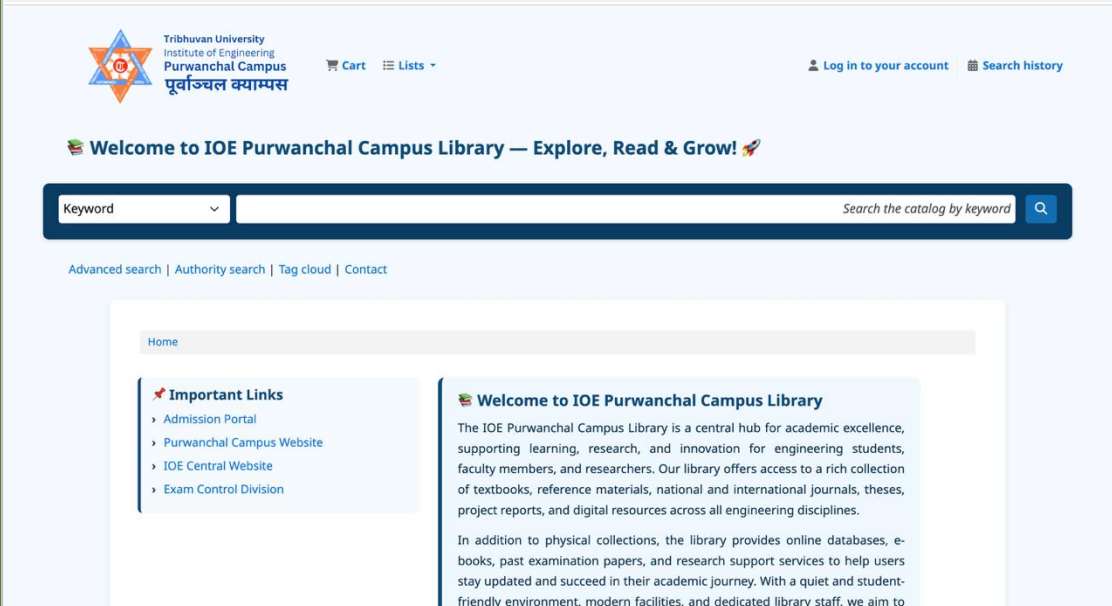 Tribhuvan University
Institute of Engineering
Purwanchal Campus
पूर्वाञ्चल क्याम्पस
Cart Lists
Log in to your account Search history
Welcome to IOE Purwanchal Campus Library — Explore, Read & Grow!
Keyword Search the catalog by keyword
Advanced search | Authority search | Tag cloud | Contact
Home
Important Links
› Admission Portal
› Purwanchal Campus Website
› IOE Central Website
› Exam Control Division
Welcome to IOE Purwanchal Campus Library
The IOE Purwanchal Campus Library is a central hub for academic excellence,
supporting learning, research, and innovation for engineering students,
faculty members, and researchers. Our library offers access to a rich collection
of textbooks, reference materials, national and international journals, theses,
project reports, and digital resources across all engineering disciplines.
In addition to physical collections, the library provides online databases, e-
books, past examination papers, and research support services to help users
stay updated and succeed in their academic journey. With a quiet and student-
friendly environment, modern facilities, and dedicated library staff, we aim to